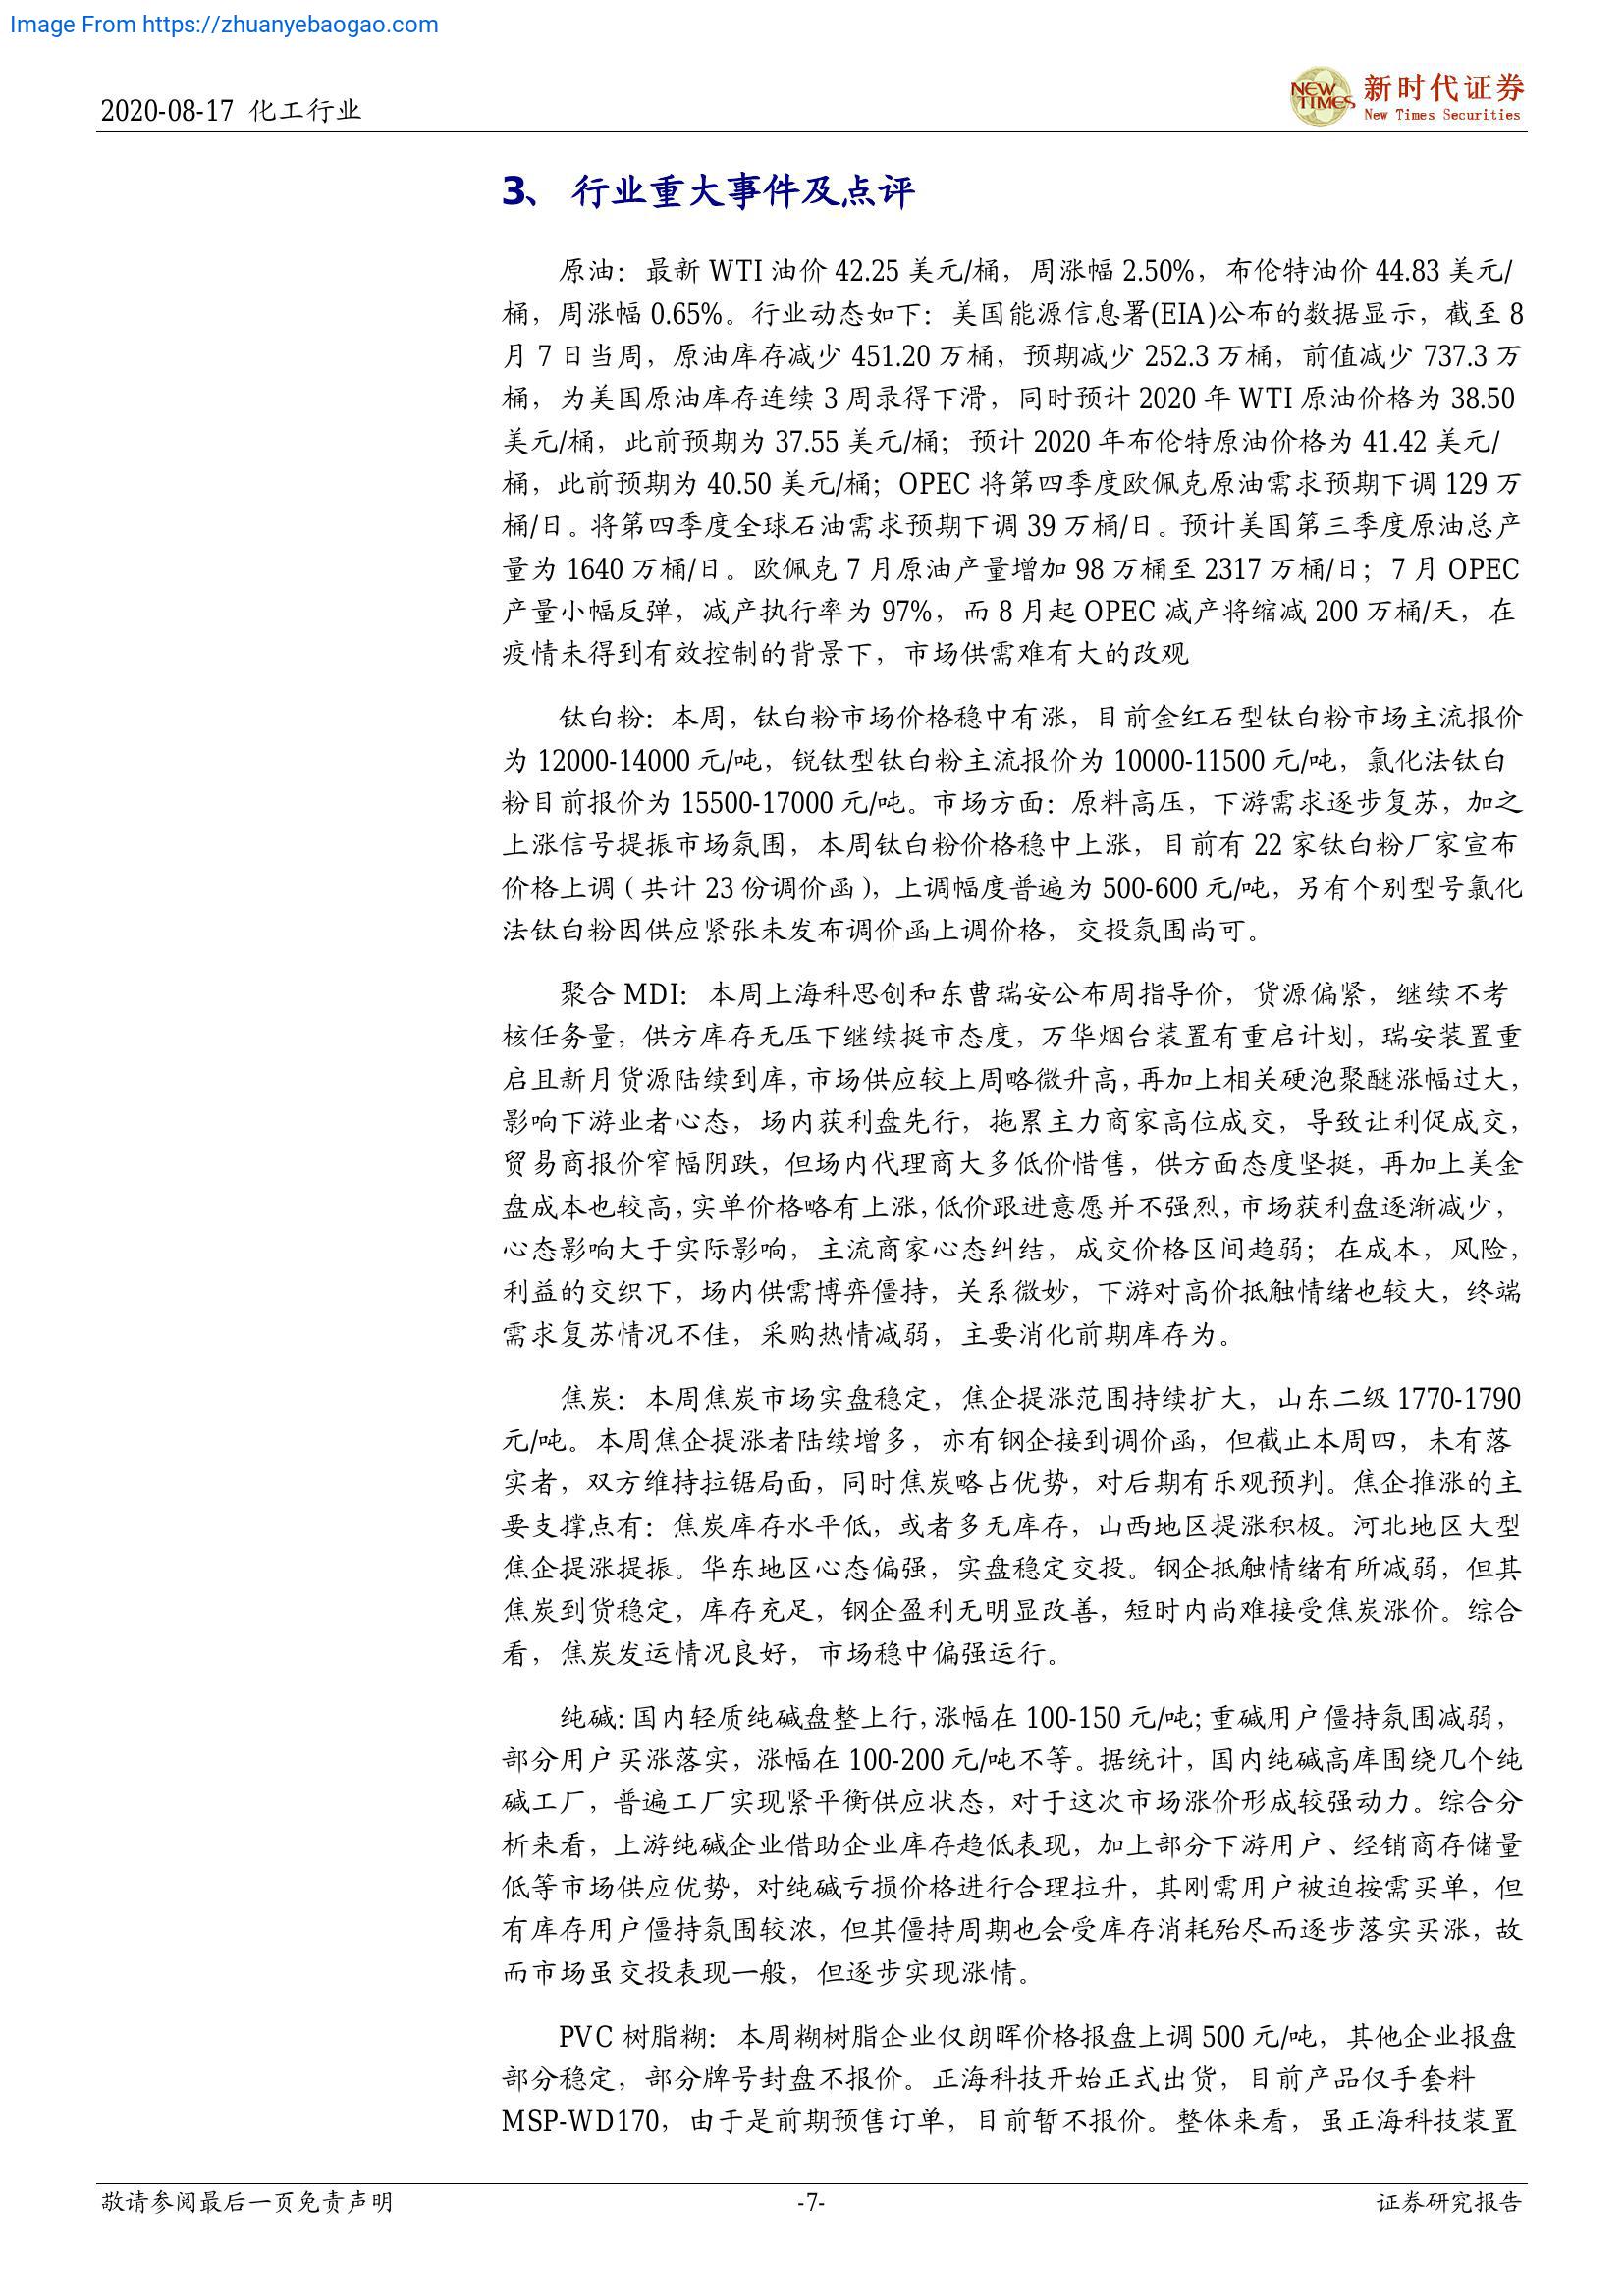 Image From https://zhuanyebaogao.com
2020-08-17 化工行业
NEW TIMES
新时代证券
New Times Securities
3、 行业重大事件及点评
原油：最新 WTI 油价 42.25 美元/桶，周涨幅 2.50%，布伦特油价 44.83 美元/
桶，周涨幅 0.65%。行业动态如下：美国能源信息署(EIA)公布的数据显示，截至 8
月 7 日当周，原油库存减少 451.20 万桶，预期减少 252.3 万桶，前值减少 737.3 万
桶，为美国原油库存连续 3 周录得下滑，同时预计 2020 年 WTI 原油价格为 38.50
美元/桶，此前预期为 37.55 美元/桶；预计 2020 年布伦特原油价格为 41.42 美元/
桶，此前预期为 40.50 美元/桶；OPEC 将第四季度欧佩克原油需求预期下调 129 万
桶/日。将第四季度全球石油需求预期下调 39 万桶/日。预计美国第三季度原油总产
量为 1640 万桶/日。欧佩克 7 月原油产量增加 98 万桶至 2317 万桶/日；7 月 OPEC
产量小幅反弹，减产执行率为 97%，而 8 月起 OPEC 减产将缩减 200 万桶/天，在
疫情未得到有效控制的背景下，市场供需难有大的改观
钛白粉：本周，钛白粉市场价格稳中有涨，目前金红石型钛白粉市场主流报价
为 12000-14000 元/吨，锐钛型钛白粉主流报价为 10000-11500 元/吨，氯化法钛白
粉目前报价为 15500-17000 元/吨。市场方面：原料高压，下游需求逐步复苏，加之
上涨信号提振市场氛围，本周钛白粉价格稳中上涨，目前有 22 家钛白粉厂家宣布
价格上调（共计 23 份调价函），上调幅度普遍为 500-600 元/吨，另有个别型号氯化
法钛白粉因供应紧张未发布调价函上调价格，交投氛围尚可。
聚合 MDI：本周上海科思创和东曹瑞安公布周指导价，货源偏紧，继续不考
核任务量，供方库存无压下继续挺市态度，万华烟台装置有重启计划，瑞安装置重
启且新月货源陆续到库，市场供应较上周略微升高，再加上相关硬泡聚醚涨幅过大，
影响下游业者心态，场内获利盘先行，拖累主力商家高位成交，导致让利促成交，
贸易商报价窄幅阴跌，但场内代理商大多低价惜售，供方面态度坚挺，再加上美金
盘成本也较高，实单价格略有上涨，低价跟进意愿并不强烈，市场获利盘逐渐减少，
心态影响大于实际影响，主流商家心态纠结，成交价格区间趋弱；在成本，风险，
利益的交织下，场内供需博弈僵持，关系微妙，下游对高价抵触情绪也较大，终端
需求复苏情况不佳，采购热情减弱，主要消化前期库存为。
焦炭：本周焦炭市场实盘稳定，焦企提涨范围持续扩大，山东二级 1770-1790
元/吨。本周焦企提涨者陆续增多，亦有钢企接到调价函，但截止本周四，未有落
实者，双方维持拉锯局面，同时焦炭略占优势，对后期有乐观预判。焦企推涨的主
要支撑点有：焦炭库存水平低，或者多无库存，山西地区提涨积极。河北地区大型
焦企提涨提振。华东地区心态偏强，实盘稳定交投。钢企抵触情绪有所减弱，但其
焦炭到货稳定，库存充足，钢企盈利无明显改善，短时内尚难接受焦炭涨价。综合
看，焦炭发运情况良好，市场稳中偏强运行。
纯碱：国内轻质纯碱盘整上行，涨幅在 100-150 元/吨；重碱用户僵持氛围减弱，
部分用户买涨落实，涨幅在 100-200 元/吨不等。据统计，国内纯碱高库围绕几个纯
碱工厂，普遍工厂实现紧平衡供应状态，对于这次市场涨价形成较强动力。综合分
析来看，上游纯碱企业借助企业库存趋低表现，加上部分下游用户、经销商存储量
低等市场供应优势，对纯碱亏损价格进行合理拉升，其刚需用户被迫按需买单，但
有库存用户僵持氛围较浓，但其僵持周期也会受库存消耗殆尽而逐步落实买涨，故
而市场虽交投表现一般，但逐步实现涨情。
PVC 树脂糊：本周糊树脂企业仅朗晖价格报盘上调 500 元/吨，其他企业报盘
部分稳定，部分牌号封盘不报价。正海科技开始正式出货，目前产品仅手套料
MSP-WD170，由于是前期预售订单，目前暂不报价。整体来看，虽正海科技装置
敬请参阅最后一页免责声明
-7-
证券研究报告